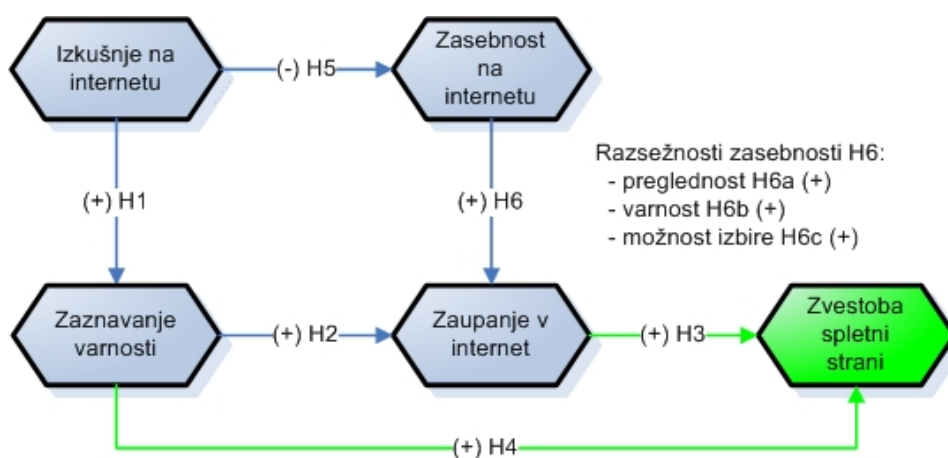 Izkušnje na
internetu
(-) H5
Zasebnost
na
internetu
(+) H1
(+) H6
Razsežnosti zasebnosti H6:
- preglednost H6a (+)
- varnost H6b (+)
- možnost izbire H6c (+)
Zaznavanje
varnosti
(+) H2
Zaupanje v
internet
(+) H3
Zvestoba
spletni
strani
(+) H4